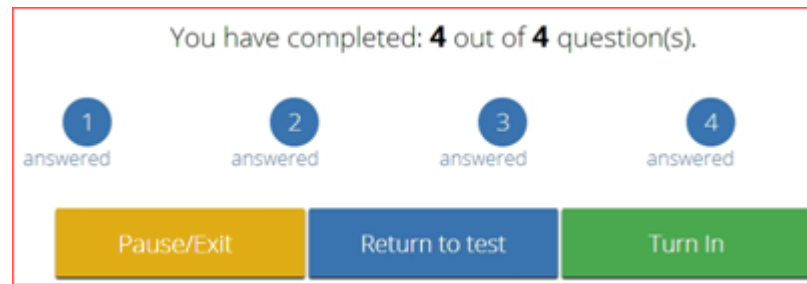 You have completed: 4 out of 4 question(s).
1 2 3 4
answered answered answered answered
Pause/Exit Return to test Turn In